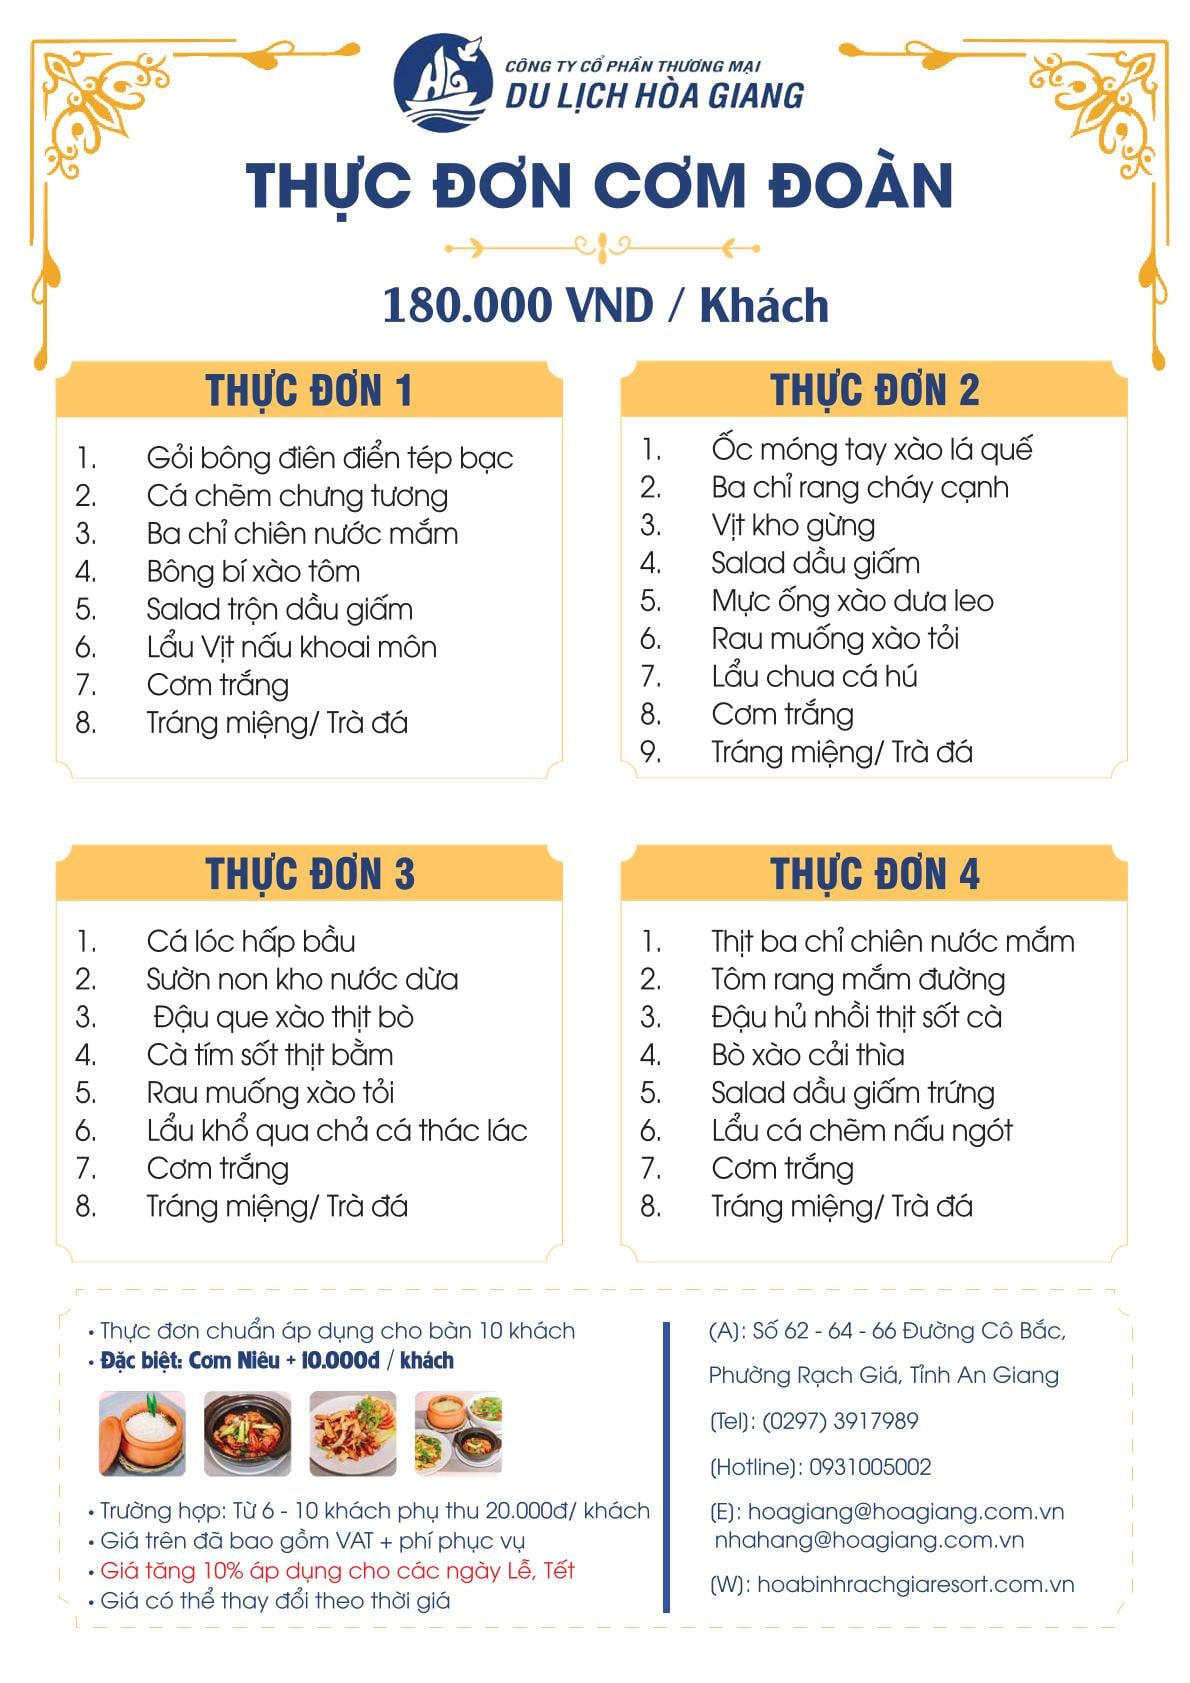 CÔNG TY CỔ PHẦN THƯƠNG MẠI
DU LỊCH HÒA GIANG
THỰC ĐƠN CƠM ĐOÀN
180.000 VND / Khách
THỰC ĐƠN 1
1. Gỏi bông điên điển tép bạc
2. Cá chẽm chưng tương
3. Ba chỉ chiên nước mắm
4. Bông bí xào tôm
5. Salad trộn dầu giấm
6. Lẩu Vịt nấu khoai môn
7. Cơm trắng
8. Tráng miệng/ Trà đá
THỰC ĐƠN 2
1. Ốc móng tay xào lá quế
2. Ba chỉ rang cháy cạnh
3. Vịt kho gừng
4. Salad dầu giấm
5. Mực ống xào dưa leo
6. Rau muống xào tỏi
7. Lẩu chua cá hú
8. Cơm trắng
9. Tráng miệng/ Trà đá
THỰC ĐƠN 3
1. Cá lóc hấp bầu
2. Sườn non kho nước dừa
3. Đậu que xào thịt bò
4. Cà tím sốt thịt bằm
5. Rau muống xào tỏi
6. Lẩu khổ qua chả cá thác lác
7. Cơm trắng
8. Tráng miệng/ Trà đá
THỰC ĐƠN 4
1. Thịt ba chỉ chiên nước mắm
2. Tôm rang mắm đường
3. Đậu hủ nhồi thịt sốt cà
4. Bò xào cải thìa
5. Salad dầu giấm trứng
6. Lẩu cá chẽm nấu ngót
7. Cơm trắng
8. Tráng miệng/ Trà đá
• Thực đơn chuẩn áp dụng cho bàn 10 khách
• Đặc biệt: Cơm Niêu + 10.000đ / khách
• Trường hợp: Từ 6 - 10 khách phụ thu 20.000đ/ khách
• Giá trên đã bao gồm VAT + phí phục vụ
• Giá tăng 10% áp dụng cho các ngày Lễ, Tết
• Giá có thể thay đổi theo thời giá
(A): Số 62 - 64 - 66 Đường Cô Bắc,
Phường Rạch Giá, Tỉnh An Giang
(Tel): (0297) 3917989
(Hotline): 0931005002
(E): hoagiang@hoagiang.com.vn
nhahang@hoagiang.com.vn
(W): hoabinhrachgiaresort.com.vn